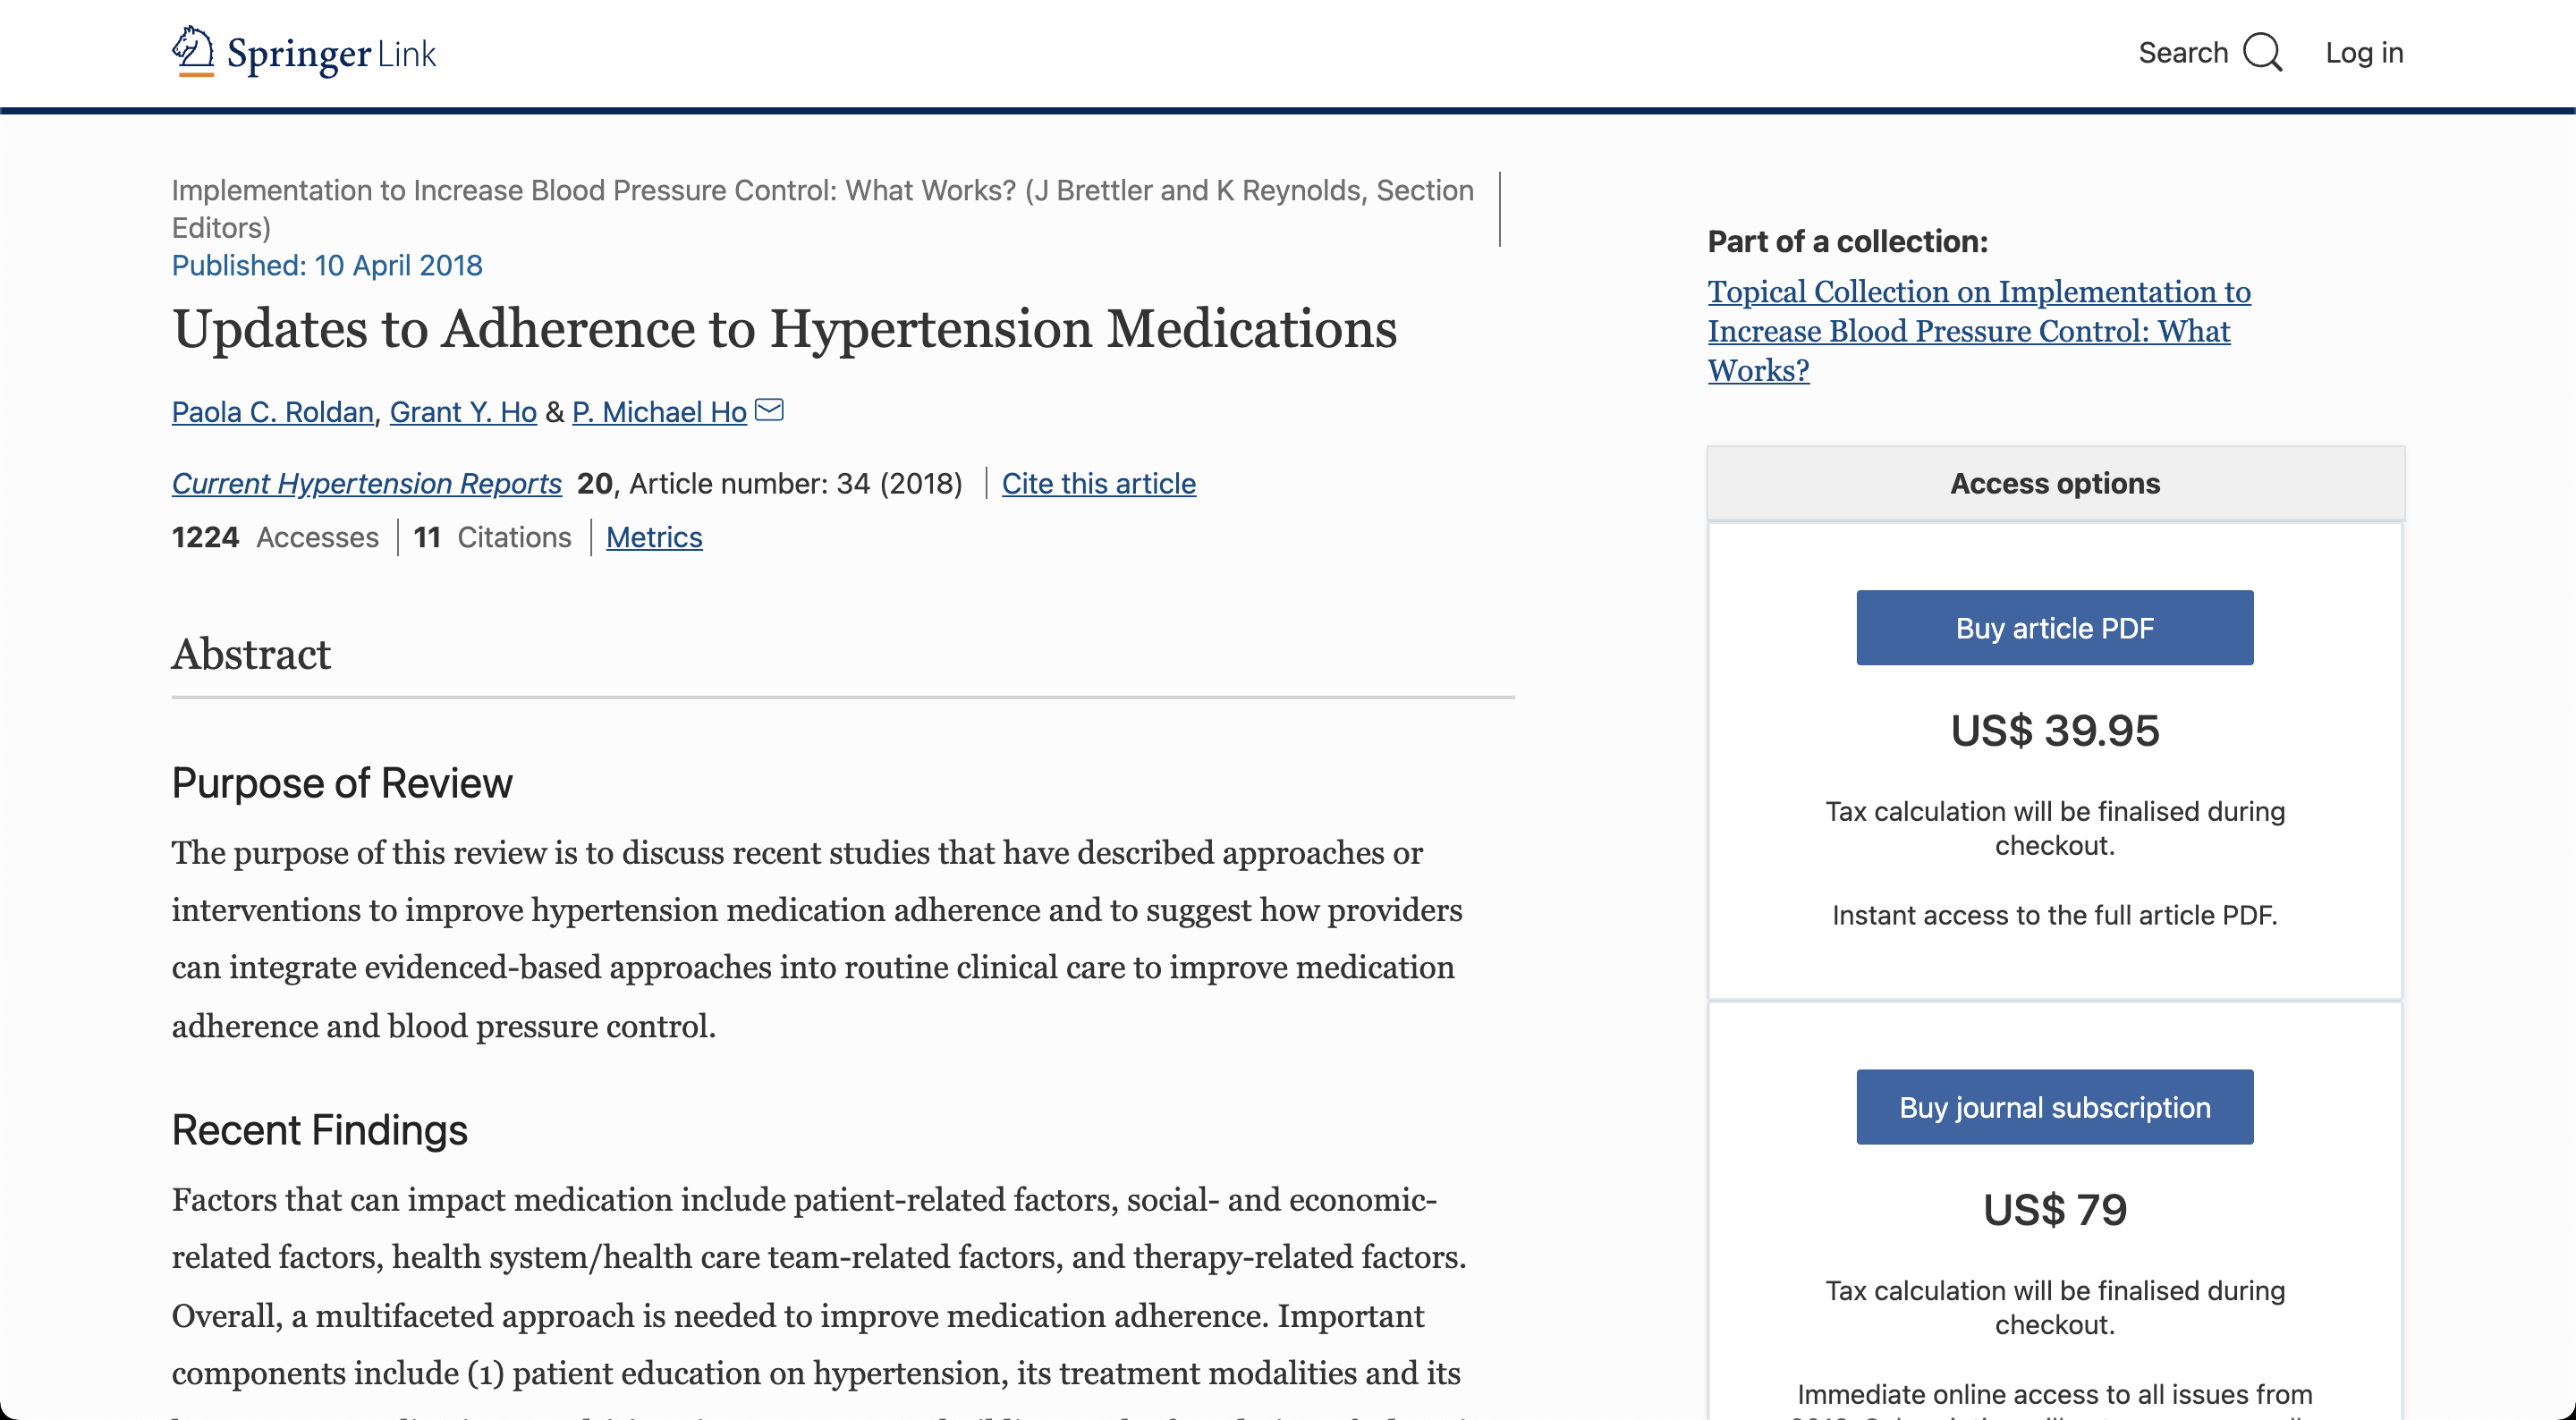 Springer Link
Search
Log in
Implementation to Increase Blood Pressure Control: What Works? (J Brettler and K Reynolds, Section
Editors)
Published: 10 April 2018
Updates to Adherence to Hypertension Medications
Paola C. Roldan, Grant Y. Ho & P. Michael Ho
Current Hypertension Reports 20, Article number: 34 (2018) Cite this article
1224 Accesses 11 Citations Metrics
Abstract
Purpose of Review
The purpose of this review is to discuss recent studies that have described approaches or
interventions to improve hypertension medication adherence and to suggest how providers
can integrate evidenced-based approaches into routine clinical care to improve medication
adherence and blood pressure control.
Recent Findings
Factors that can impact medication include patient-related factors, social- and economic-
related factors, health system/health care team-related factors, and therapy-related factors.
Overall, a multifaceted approach is needed to improve medication adherence. Important
components include (1) patient education on hypertension, its treatment modalities and its
Part of a collection:
Topical Collection on Implementation to
Increase Blood Pressure Control: What
Works?
Access options
Buy article PDF
US$ 39.95
Tax calculation will be finalised during
checkout.
Instant access to the full article PDF.
Buy journal subscription
US$ 79
Tax calculation will be finalised during
checkout.
Immediate online access to all issues from